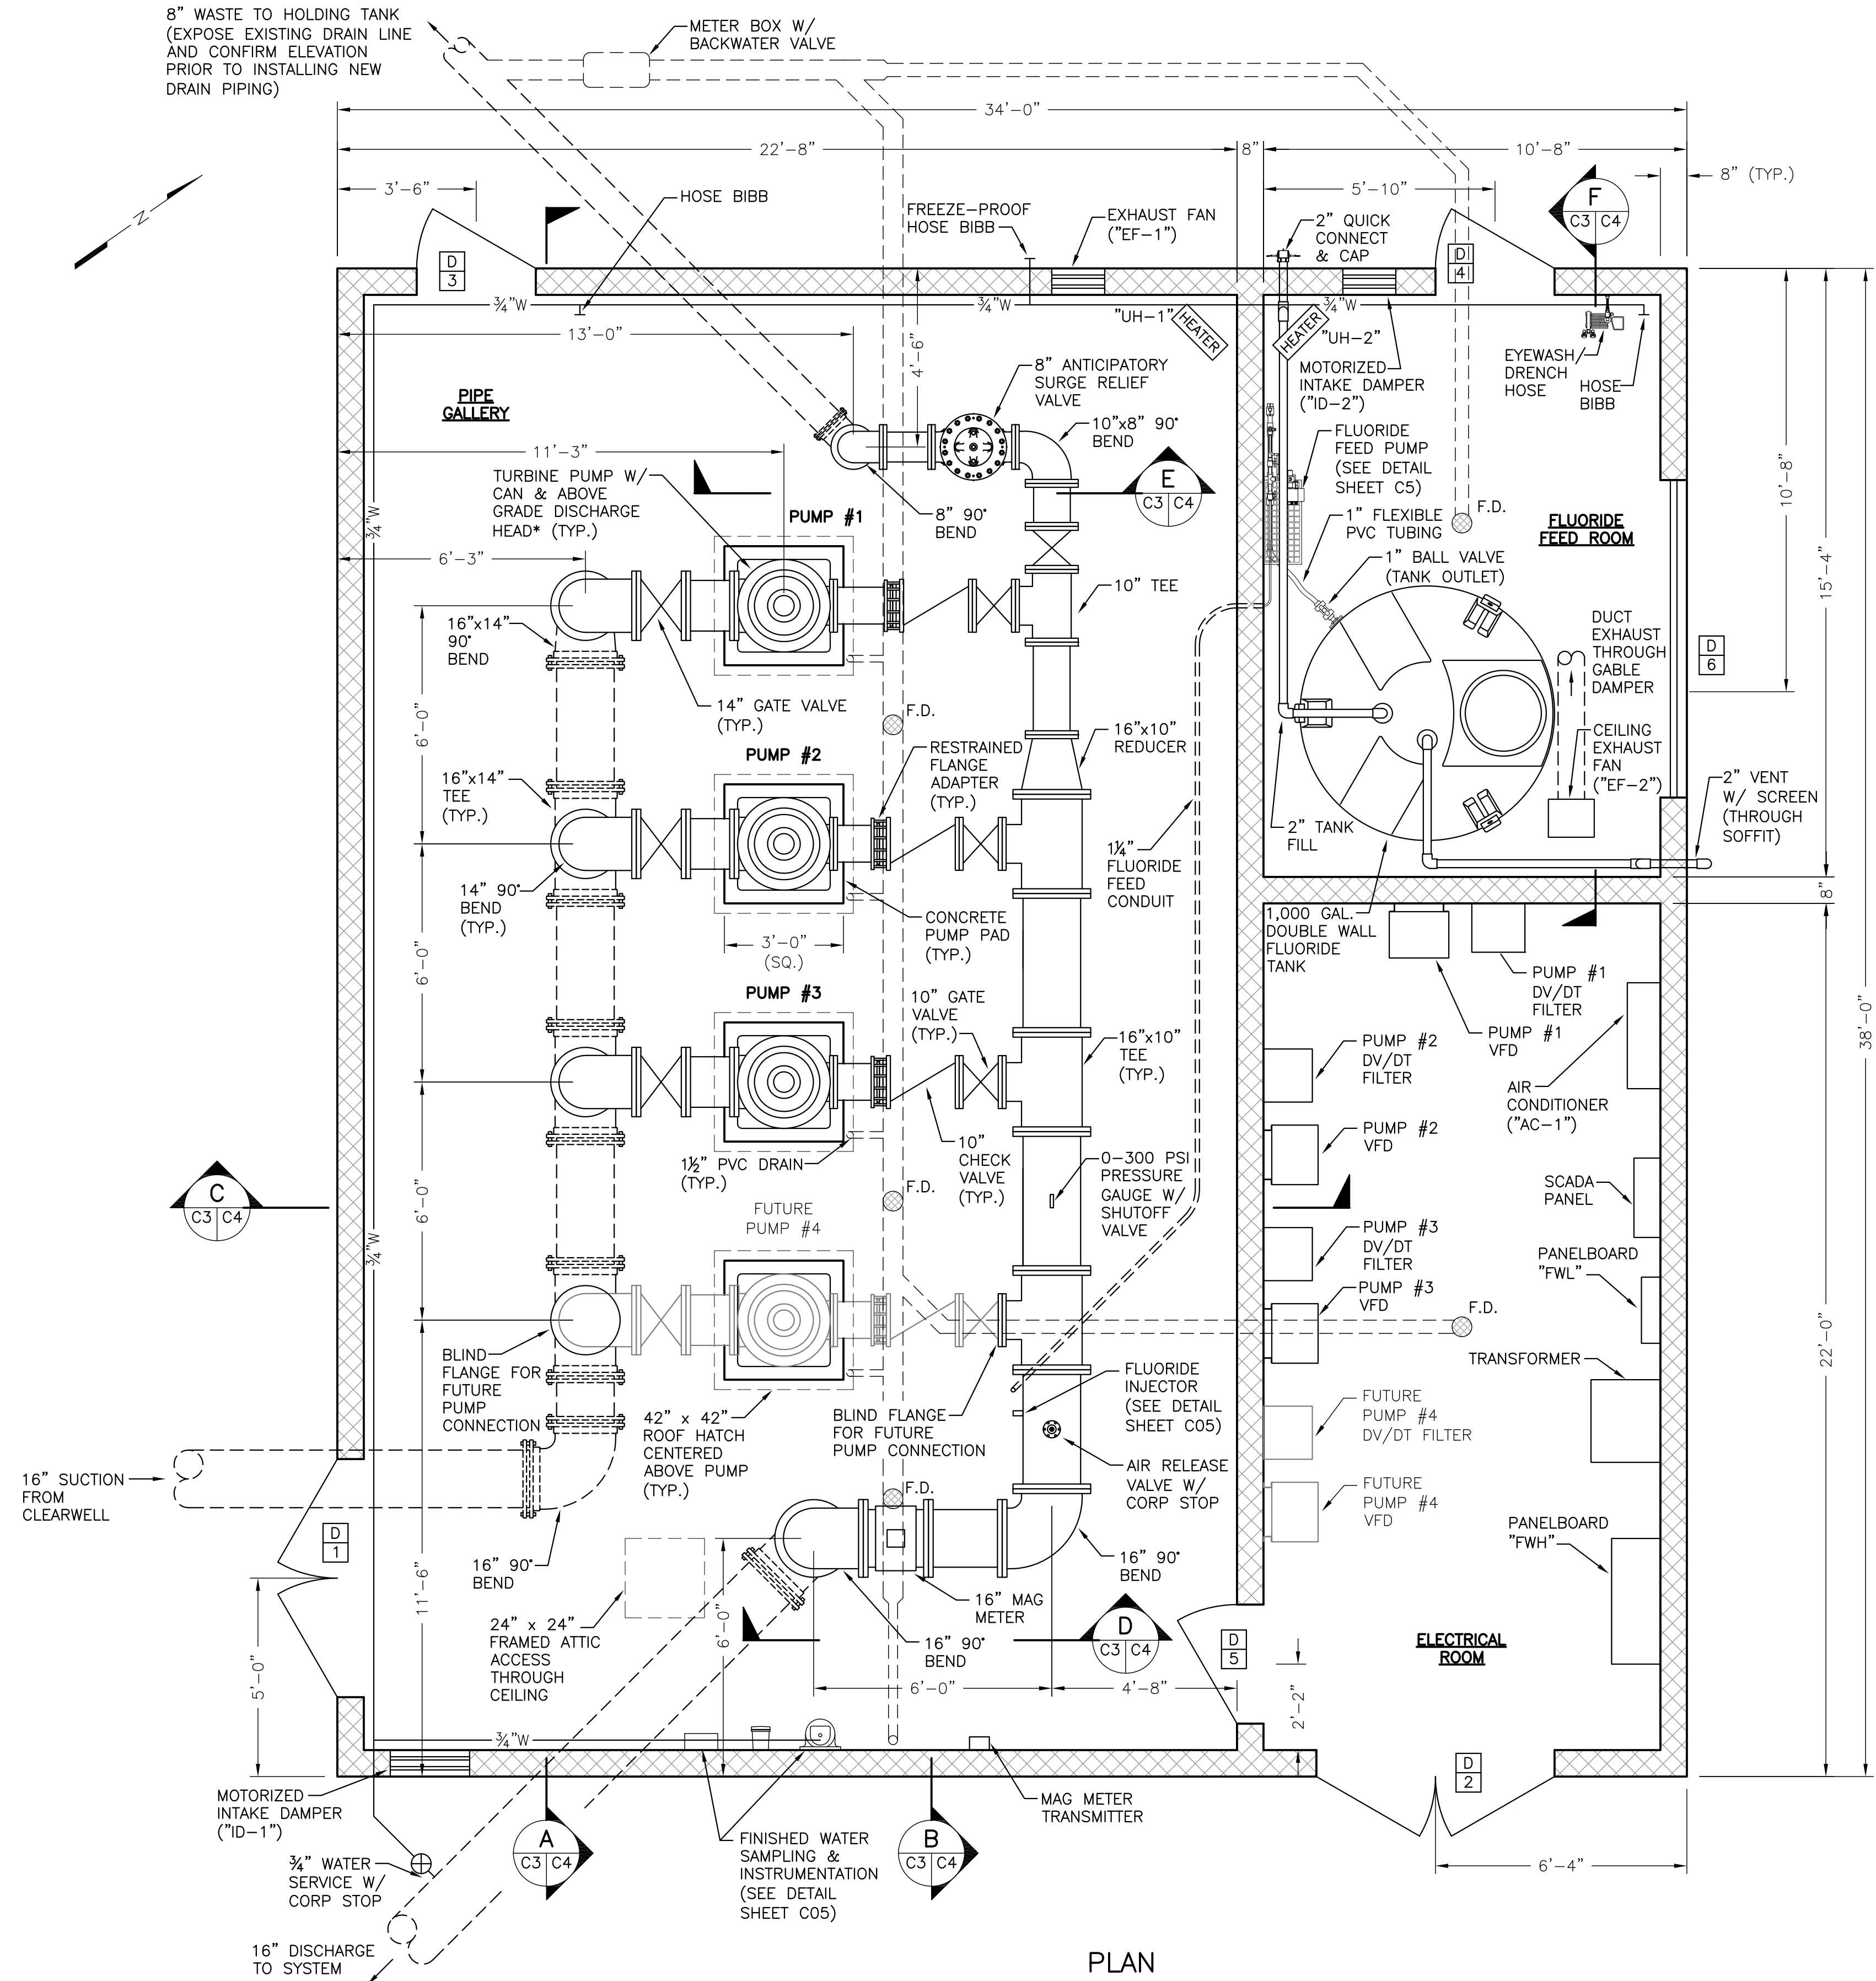 8" WASTE TO HOLDING TANK
(EXPOSE EXISTING DRAIN LINE
AND CONFIRM ELEVATION
PRIOR TO INSTALLING NEW
DRAIN PIPING)
METER BOX W/
BACKWATER VALVE
34'-0"
22'-8"
8"
10'-8"
3'-6"
5'-10"
8" (TYP.)
N
HOSE BIBB
FREEZE-PROOF
HOSE BIBB
EXHAUST FAN
("EF-1")
2" QUICK
CONNECT
& CAP
F
C3 C4
D
3
D
4
¾"W
¾"W
¾"W
13'-0"
4'-6"
"UH-1"
HEATER
HEATER
"UH-2"
MOTORIZED
INTAKE DAMPER
("ID-2")
EYEWASH/
DRENCH
HOSE
HOSE
BIBB
PIPE
GALLERY
8" ANTICIPATORY
SURGE RELIEF
VALVE
10"x8" 90°
BEND
11'-3"
TURBINE PUMP W/
CAN & ABOVE
GRADE DISCHARGE
HEAD* (TYP.)
PUMP #1
8" 90°
BEND
E
C3 C4
FLUORIDE
FEED PUMP
(SEE DETAIL
SHEET C5)
F.D.
FLUORIDE
FEED ROOM
10'-8"
¾"W
6'-3"
1" FLEXIBLE
PVC TUBING
1" BALL VALVE
(TANK OUTLET)
10" TEE
15'-4"
16"x14"
90°
BEND
DUCT
EXHAUST
THROUGH
GABLE
DAMPER
D
6
14" GATE VALVE
(TYP.)
F.D.
6'-0"
PUMP #2
RESTRAINED
FLANGE
ADAPTER
(TYP.)
16"x10"
REDUCER
CEILING
EXHAUST
FAN
("EF-2")
16"x14"
TEE
(TYP.)
2" VENT
W/ SCREEN
(THROUGH
SOFFIT)
2" TANK
FILL
1¼"
FLUORIDE
FEED
CONDUIT
14" 90°
BEND
(TYP.)
CONCRETE
PUMP PAD
(TYP.)
3'-0"
(SQ.)
1,000 GAL.
DOUBLE WALL
FLUORIDE
TANK
8"
6'-0"
PUMP #3
10" GATE
VALVE
(TYP.)
16"x10"
TEE
(TYP.)
PUMP #1
DV/DT
FILTER
PUMP #1
VFD
PUMP #2
DV/DT
FILTER
38'-0"
AIR
CONDITIONER
("AC-1")
PUMP #2
VFD
1½" PVC DRAIN
(TYP.)
10"
CHECK
VALVE
(TYP.)
0-300 PSI
PRESSURE
GAUGE W/
SHUTOFF
VALVE
SCADA
PANEL
C
C3 C4
6'-0"
F.D.
FUTURE
PUMP #4
PUMP #3
DV/DT
FILTER
¾"W
PANELBOARD
"FWL"
PUMP #3
VFD
F.D.
BLIND
FLANGE FOR
FUTURE
PUMP
CONNECTION
TRANSFORMER
22'-0"
FLUORIDE
INJECTOR
(SEE DETAIL
SHEET C05)
42" x 42"
ROOF HATCH
CENTERED
ABOVE PUMP
(TYP.)
BLIND FLANGE
FOR FUTURE
PUMP CONNECTION
FUTURE
PUMP #4
DV/DT FILTER
16" SUCTION
FROM
CLEARWELL
AIR RELEASE
VALVE W/
CORP STOP
F.D.
FUTURE
PUMP #4
VFD
PANELBOARD
"FWH"
D
1
16" 90°
BEND
16" 90°
BEND
11'-6"
16" MAG
METER
24" x 24"
FRAMED ATTIC
ACCESS
THROUGH
CEILING
6'-0"
16" 90°
BEND
D
C3 C4
D
5
ELECTRICAL
ROOM
5'-0"
6'-0"
4'-8"
2'-2"
¾"W
MOTORIZED
INTAKE DAMPER
("ID-1")
D
2
MAG METER
TRANSMITTER
A
C3 C4
FINISHED WATER
SAMPLING &
INSTRUMENTATION
(SEE DETAIL
SHEET C05)
B
C3 C4
¾" WATER
SERVICE W/
CORP STOP
6'-4"
16" DISCHARGE
TO SYSTEM
PLAN